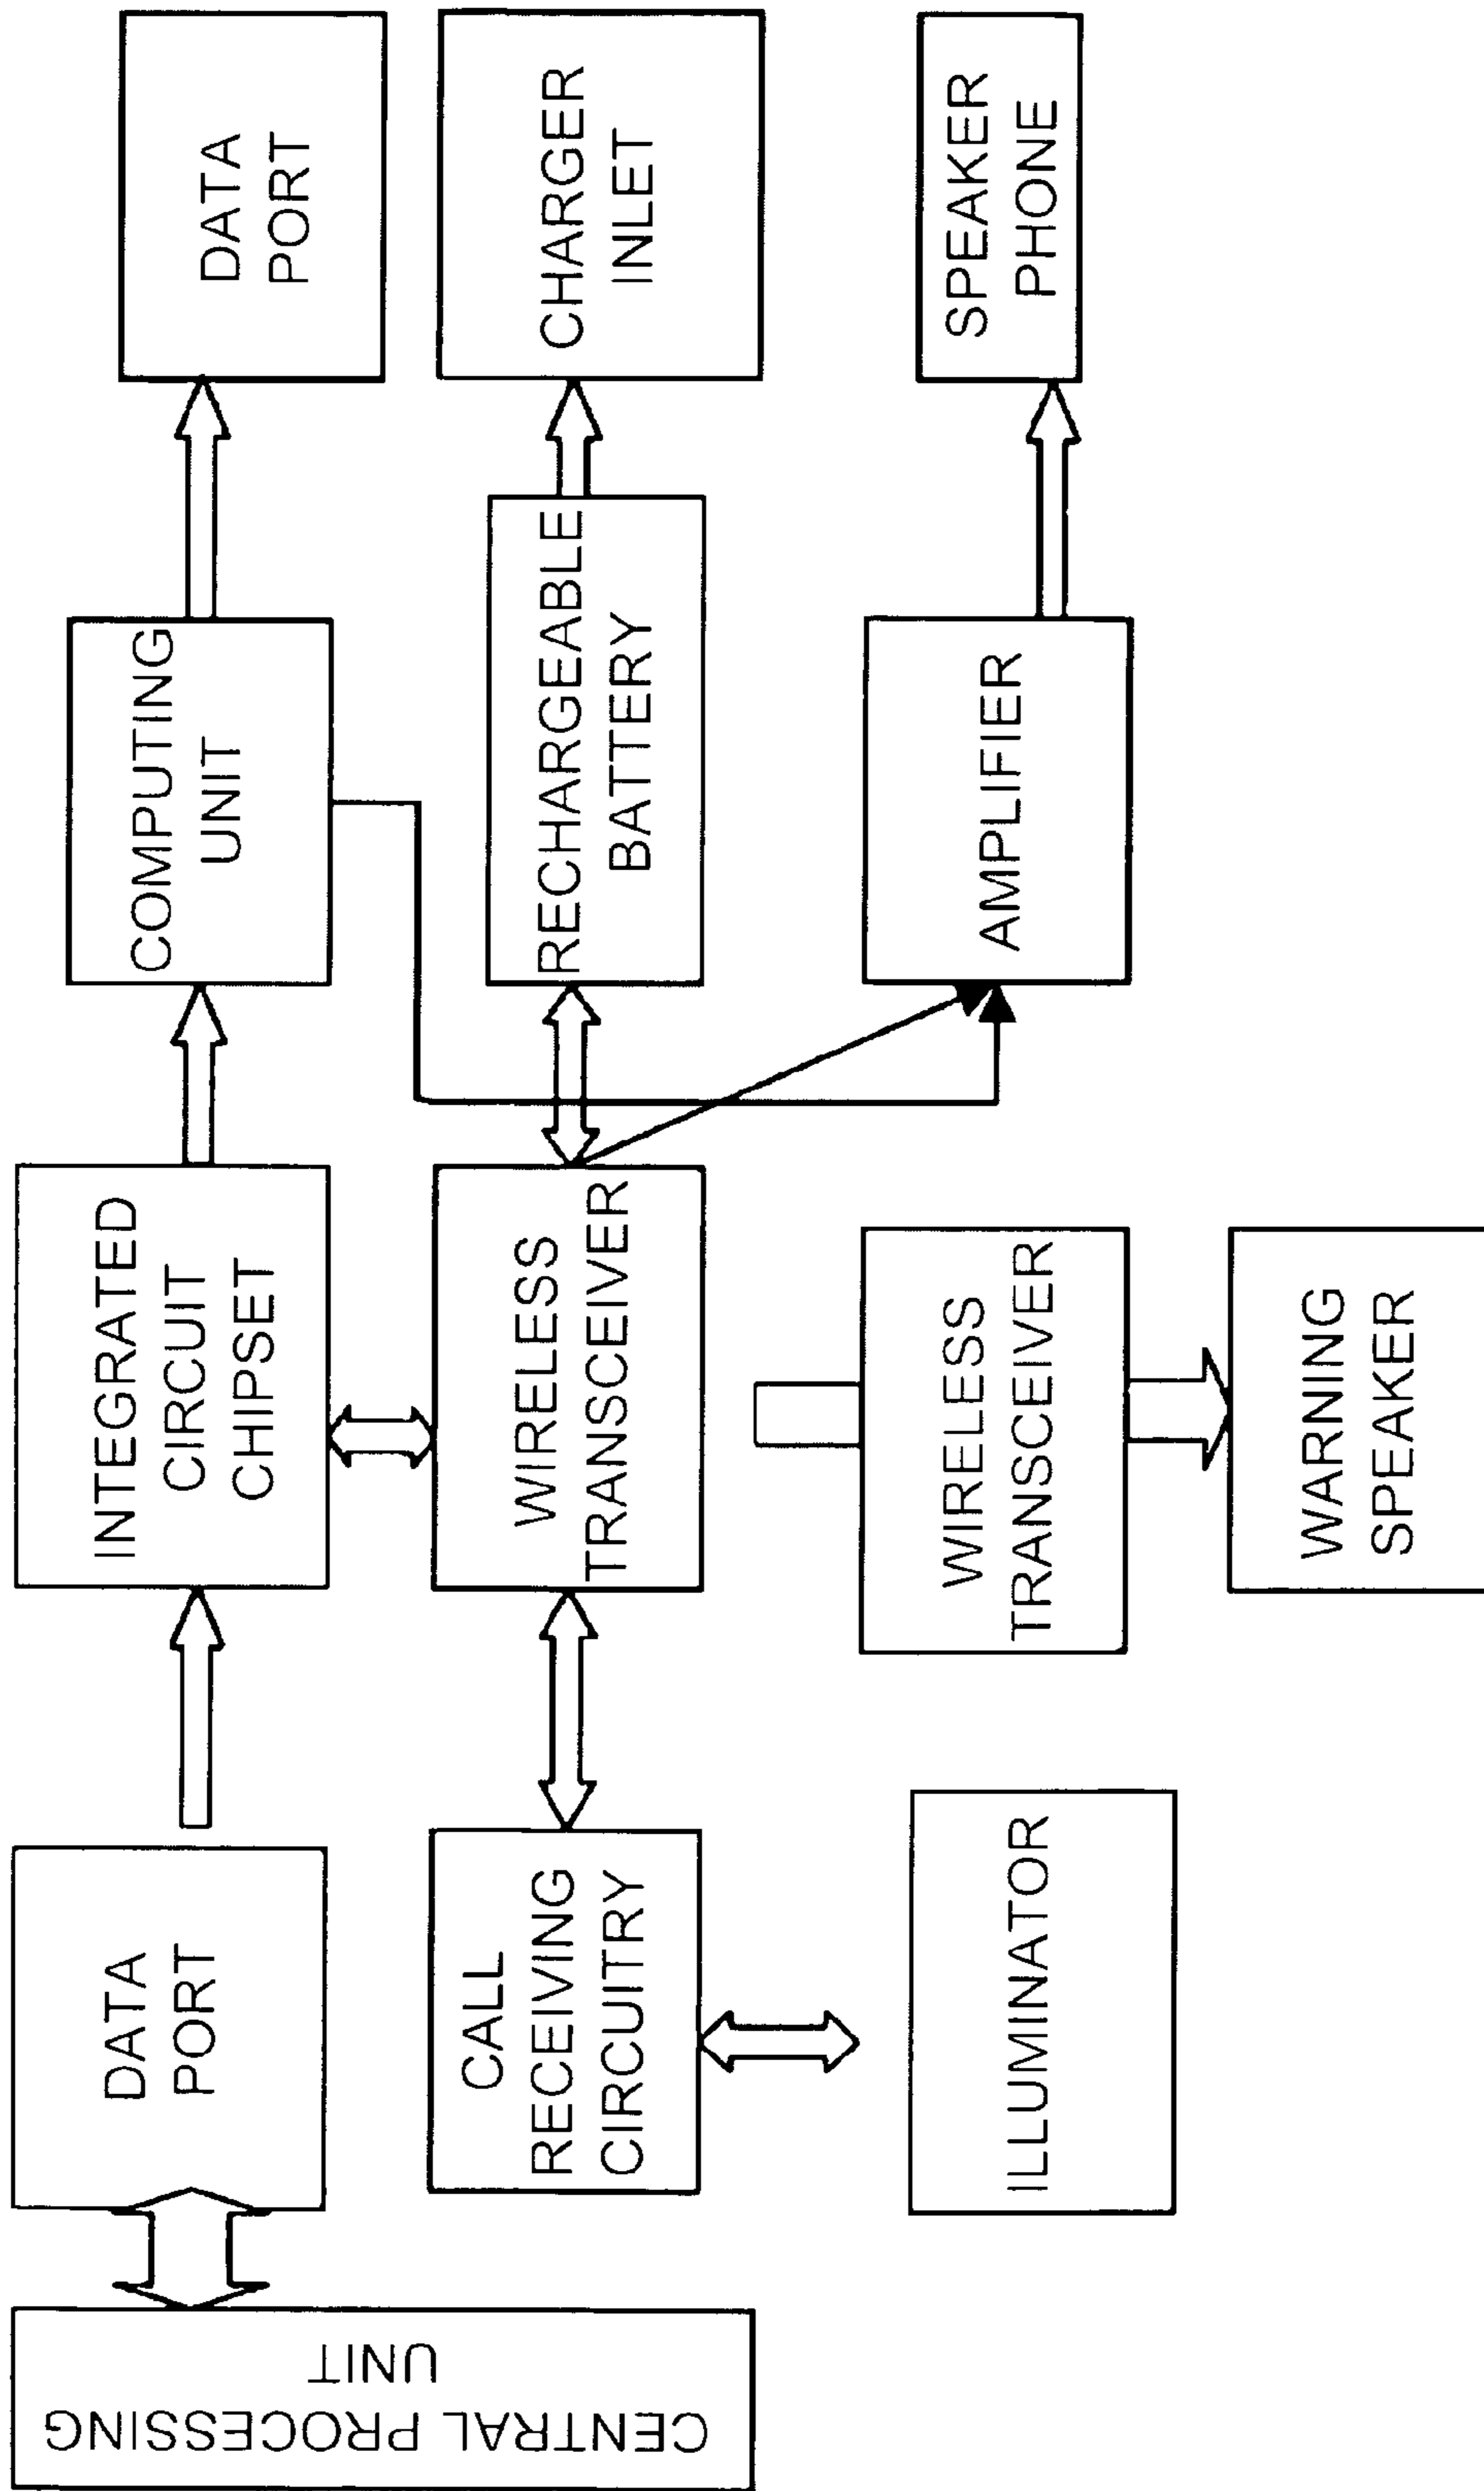 CENTRAL PROCESSING
UNIT
DATA
PORT
INTEGRATED
CIRCUIT
CHIPSET
COMPUTING
UNIT
DATA
PORT
CALL
RECEIVING
CIRCUITRY
WIRELESS
TRANSCEIVER
RECHARGEABLE
BATTERY
CHARGER
INLET
ILLUMINATOR
WIRELESS
TRANSCEIVER
AMPLIFIER
SPEAKER
PHONE
WARNING
SPEAKER